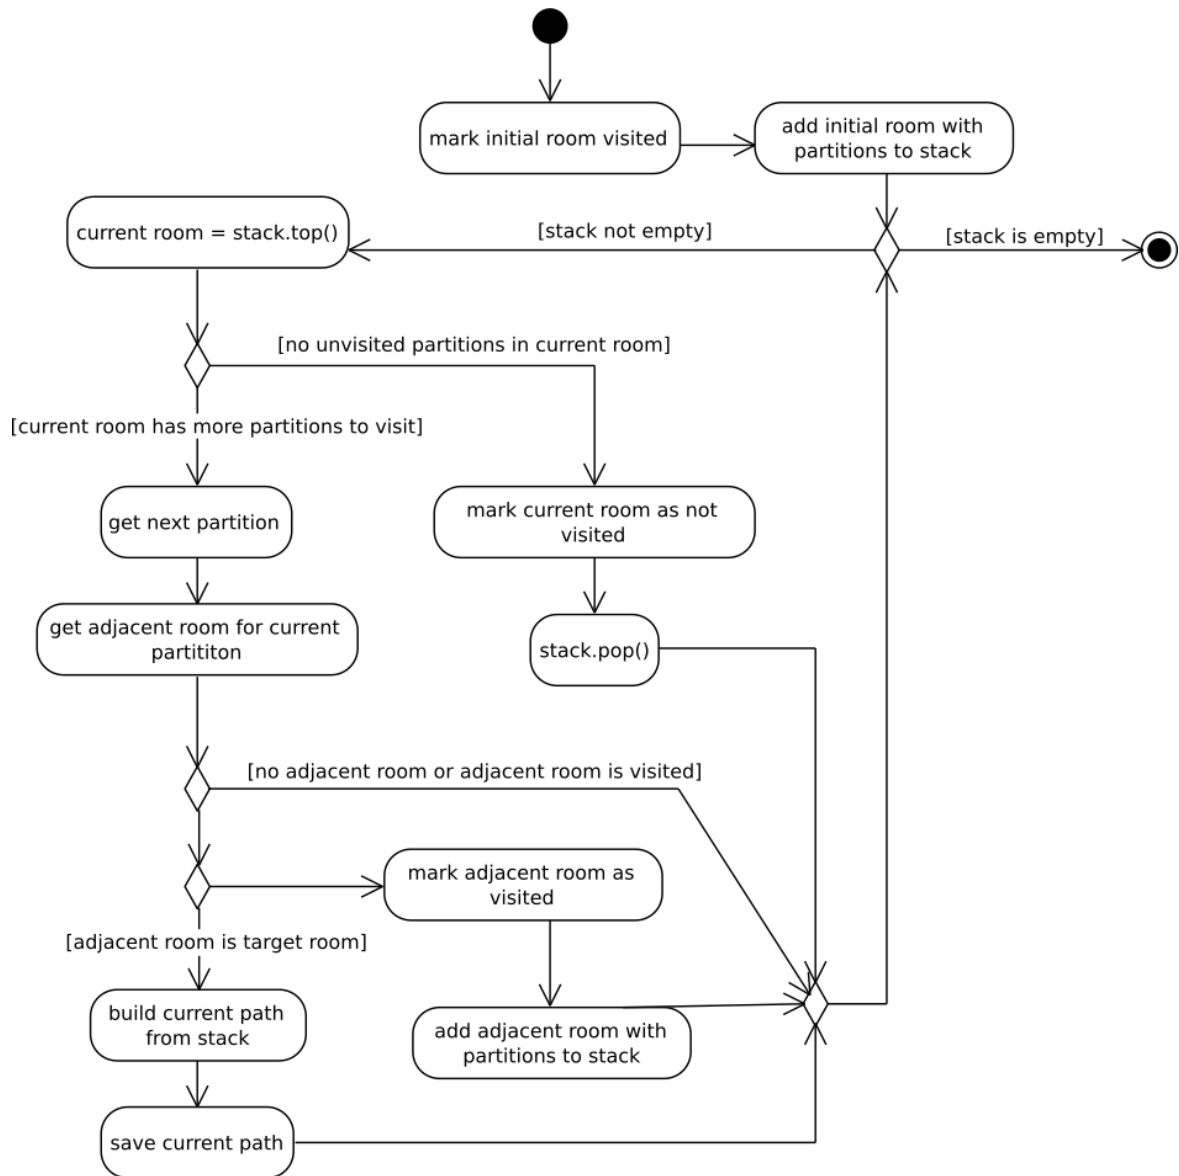 mark initial room visited
add initial room with
partitions to stack
current room = stack.top()
[stack not empty]
[stack is empty]
[no unvisited partitions in current room]
[current room has more partitions to visit]
get next partition
mark current room as not
visited
get adjacent room for current
partititon
stack.pop()
[no adjacent room or adjacent room is visited]
mark adjacent room as
visited
[adjacent room is target room]
build current path
from stack
add adjacent room with
partitions to stack
save current path